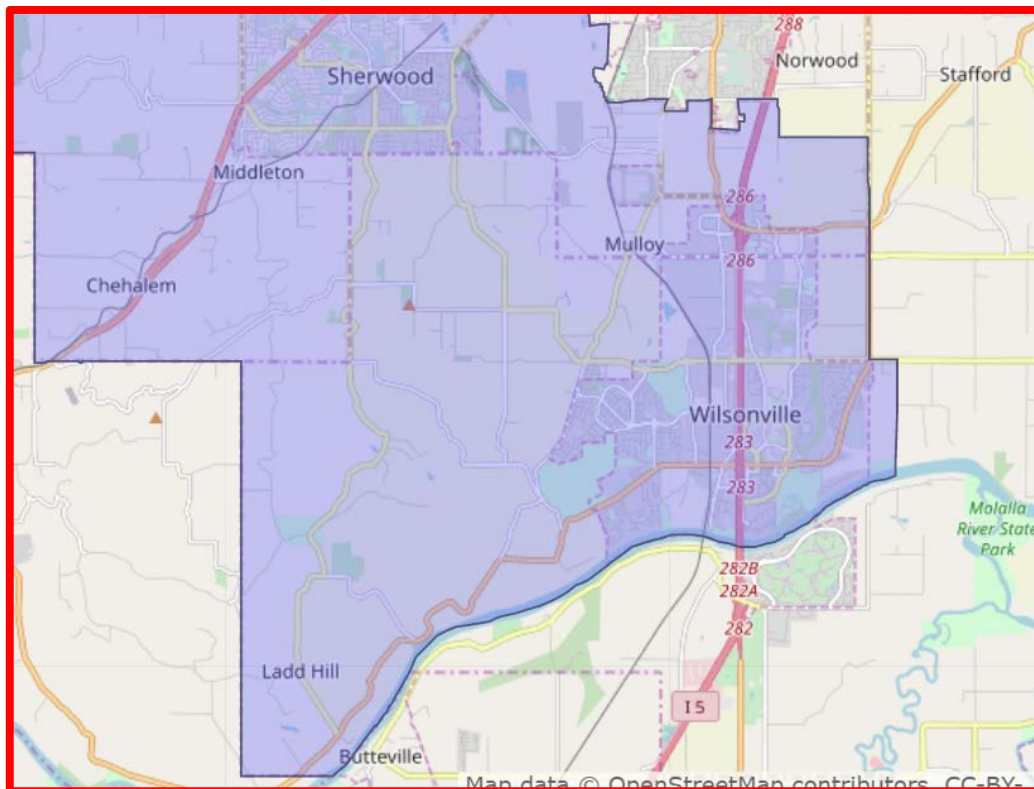 288
Norwood
Stafford
Sherwood
Middleton
286
Mulloy
286
Chehalem
Wilsonville
283
283
Molalla
River State
Park
282B
282A
282
Ladd Hill
I 5
Butteville
Map data © OpenStreetMap contributors, CC-BY-